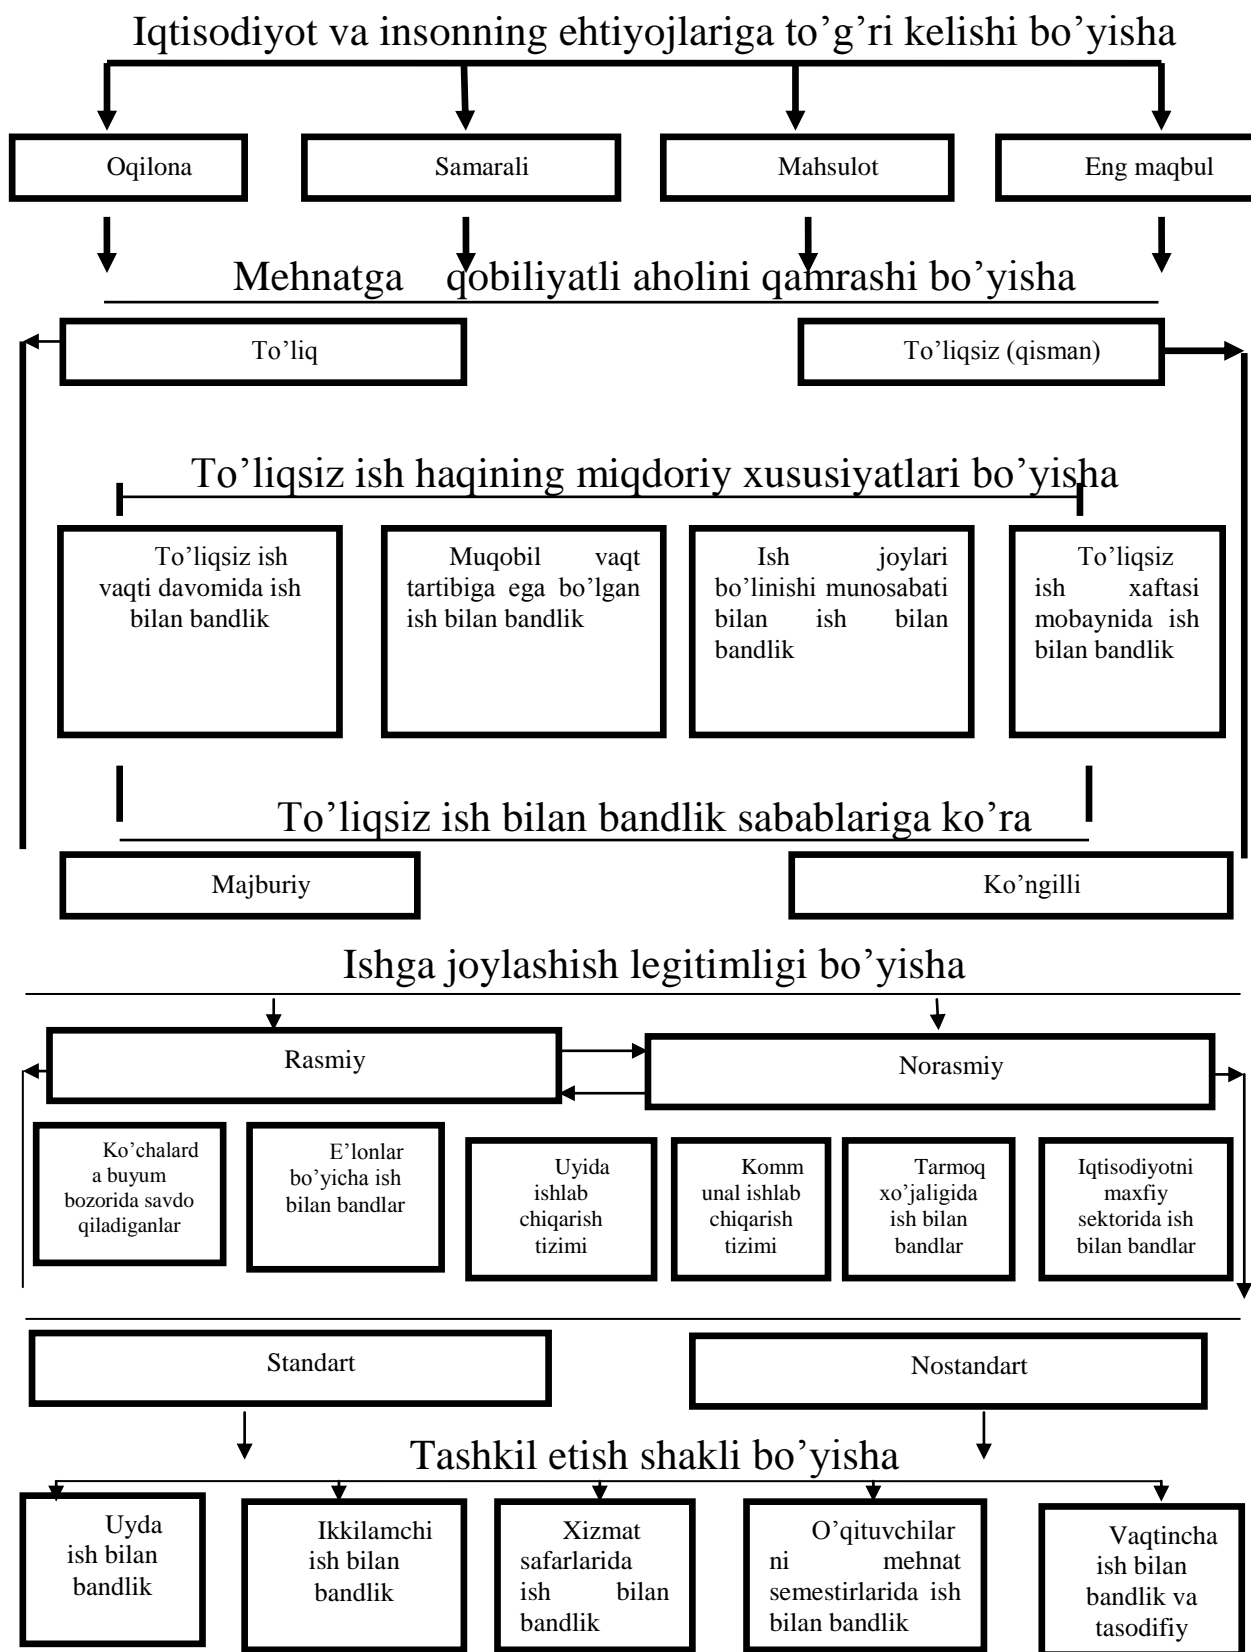 Iqtisodiyot va insonning ehtiyojlariga to’g’ri kelishi bo’yisha
Oqilona
Samarali
Mahsulot
Eng maqbul
Mehnatga qobiliyatli aholini qamrashi bo’yisha
To’liq
To’liqsiz (qisman)
To’liqsiz ish haqining miqdoriy xususiyatlari bo’yisha
To’liqsiz ish
vaqti davomida ish
bilan bandlik
Muqobil vaqt
tartibiga ega bo’lgan
ish bilan bandlik
Ish joylari
bo’linishi munosabati
bilan ish bilan
bandlik
To’liqsiz
ish xaftasi
mobaynida ish
bilan bandlik
To’liqsiz ish bilan bandlik sabablariga ko’ra
Majburiy
Ko’ngilli
Ishga joylashish legitimligi bo’yisha
Rasmiy
Norasmiy
Ko’chalard
a buyum
bozorida savdo
qiladiganlar
E’lonlar
bo’yicha ish
bilan bandlar
Uyida
ishlab
chiqarish
tizimi
Komm
unal ishlab
chiqarish
tizimi
Tarmoq
xo’jaligida
ish bilan
bandlar
Iqtisodiyotni
maxfiy
sektorida ish
bilan bandlar
Standart
Nostandart
Tashkil etish shakli bo’yisha
Uyda
ish bilan
bandlik
Ikkilamchi
ish bilan
bandlik
Xizmat
safarlarida
ish bilan
bandlik
O’qituvchilar
ni mehnat
semestirlarida ish
bilan bandlik
Vaqtincha
ish bilan
bandlik va
tasodifiy